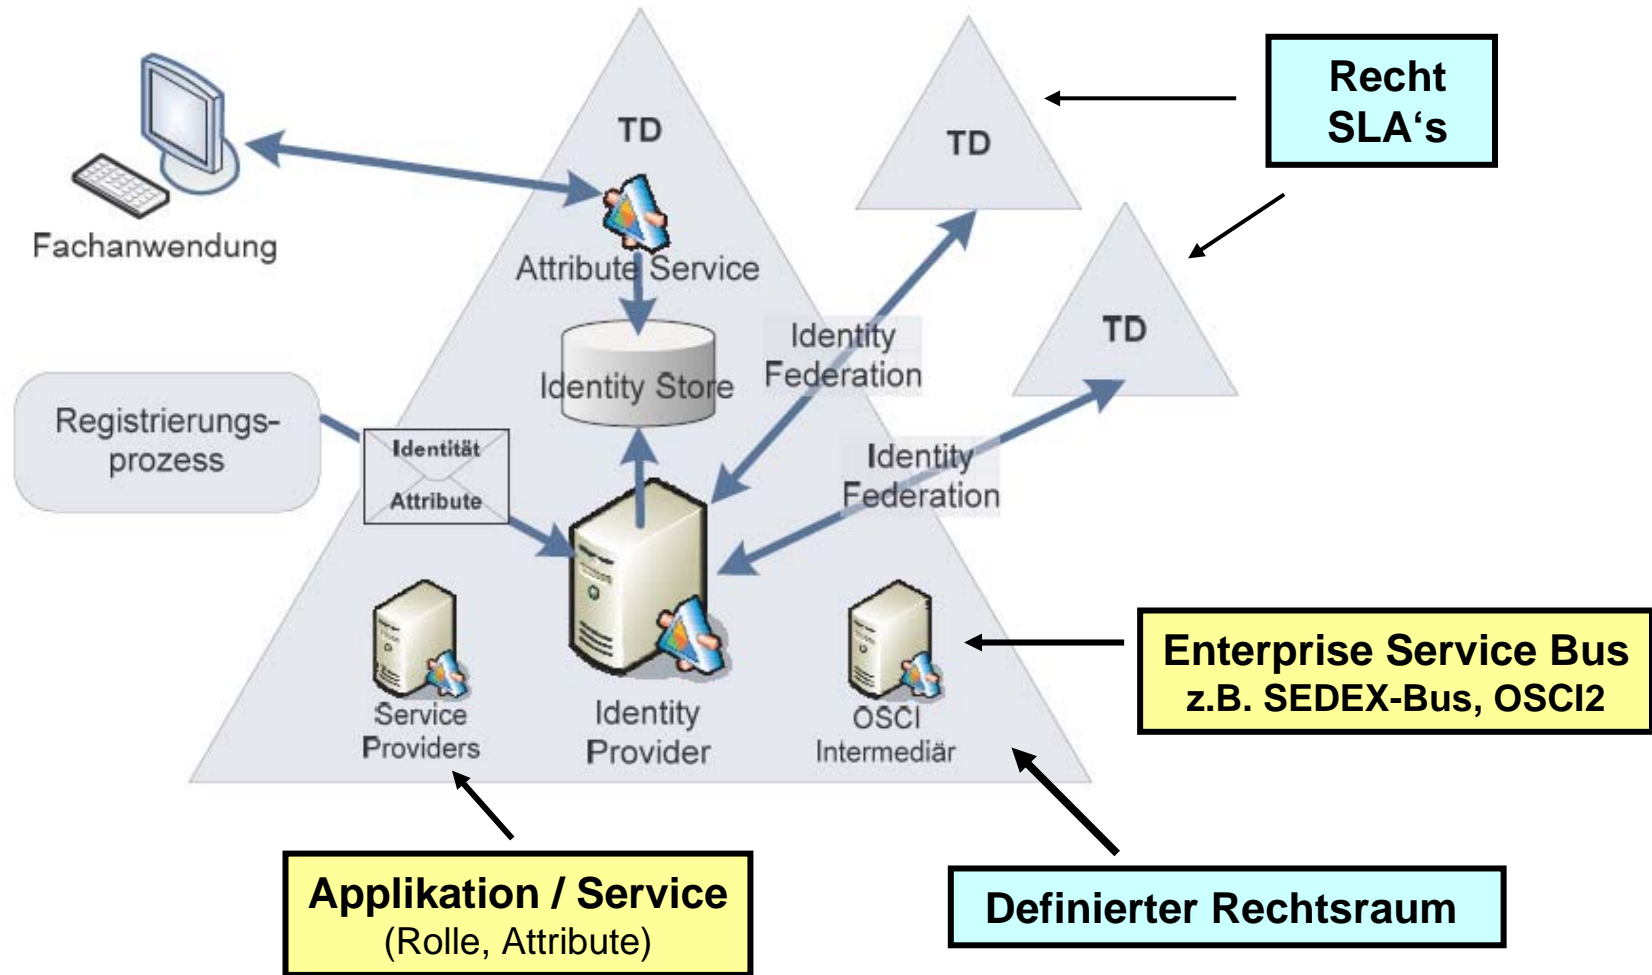 Recht
SLA‘s
TD
TD
TD
Fachanwendung
Attribute Service
Identity Store
Identity
Federation
Identity
Federation
Registrierungs-
prozess
Identität
Attribute
Service
Providers
Identity
Provider
OSCI
Intermediär
Enterprise Service Bus
z.B. SEDEX-Bus, OSCI2
Applikation / Service
(Rolle, Attribute)
Definierter Rechtsraum